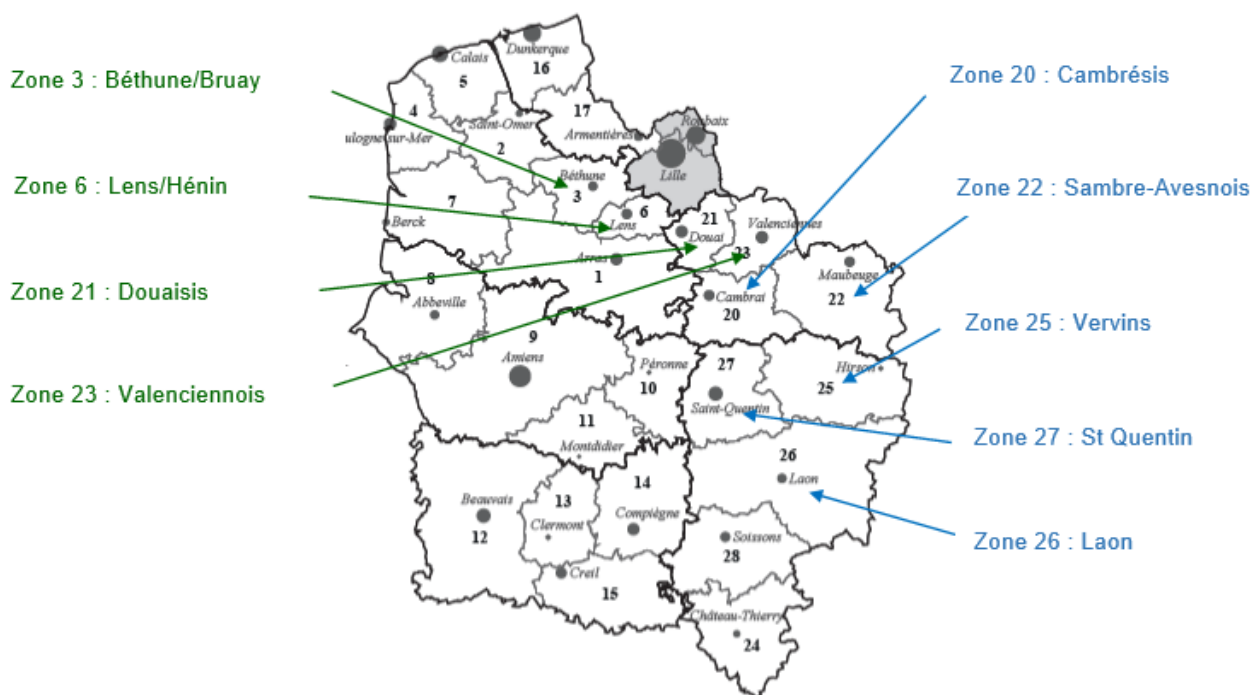 Zone 3 : Béthune/Bruay
Zone 6 : Lens/Hénin
Zone 21 : Douaisis
Zone 23 : Valenciennois
Zone 20 : Cambrésis
Zone 22 : Sambre-Avesnois
Zone 25 : Vervins
Zone 27 : St Quentin
Zone 26 : Laon
Dunkerque
16
Calais
5
4
17
Saint-Omer
ulogne-sur-Mer
2
Armentières
Roubaix
Lille
Béthune
3
7
6
Lens
Berck
21
Douai
Valenciennes
23
Arras
1
Maubeuge
22
8
Abbeville
Cambrai
20
9
Amiens
Péronne
10
27
Saint-Quentin
Hirson
25
11
Montdidier
26
Laon
13
14
Beauvais
12
Clermont
Compiègne
Soissons
28
Creil
15
Château-Thierry
24